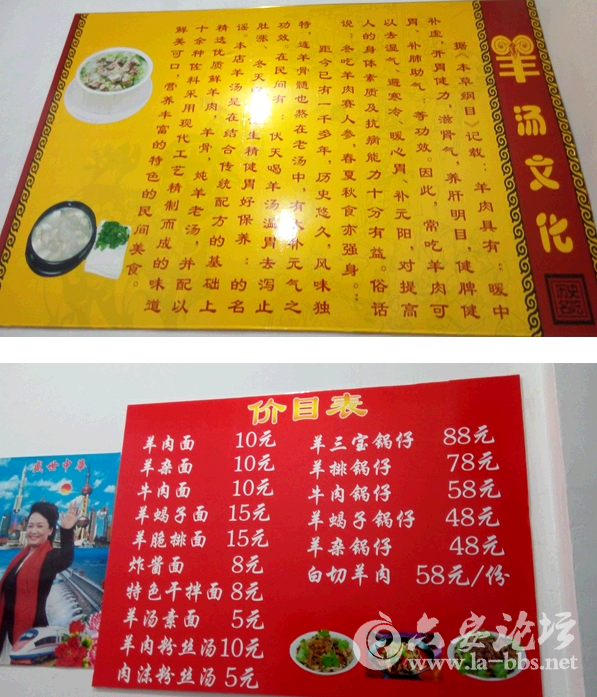 羊汤文化
据《本草纲目》记载：羊肉具有：暖中
补虚，开胃健力，滋肾气，养肝明目，健脾健
胃、补肺助气；等功效。因此，常吃羊肉可
以去湿气、避寒冷、暖心胃、补元阳，对提高
人的身体素质及抗病能力十分有益。俗话
说：冬吃羊肉赛人参，春夏秋食亦强身。
距今已有一千多年，历史悠久，风味独
特，连羊骨髓也熬在老汤中，有大补元气之
功效。在民间有：伏天喝羊汤温胃去泻止
肚涨，冬天 生精健胃好保养：的名
谣。本店羊汤是在结合传统配方的基础上
精选优质鲜羊肉，羊骨，炖羊老汤，并配以
十余种佐料采用现代工艺精制而成的味道
鲜美可口，营养丰富的特色的民间美食。
价目表
羊肉面 10元
羊杂面 10元
牛肉面 10元
羊蝎子面 15元
羊脆排面 15元
炸酱面 8元
特色干拌面 8元
羊汤素面 5元
羊肉粉丝汤 10元
肉沫粉丝汤 5元
羊三宝锅仔 88元
羊排锅仔 78元
牛肉锅仔 58元
羊蝎子锅仔 48元
羊杂锅仔 48元
白切羊肉 58元/份
盛世中华
六安论坛
www.la-bbs.net